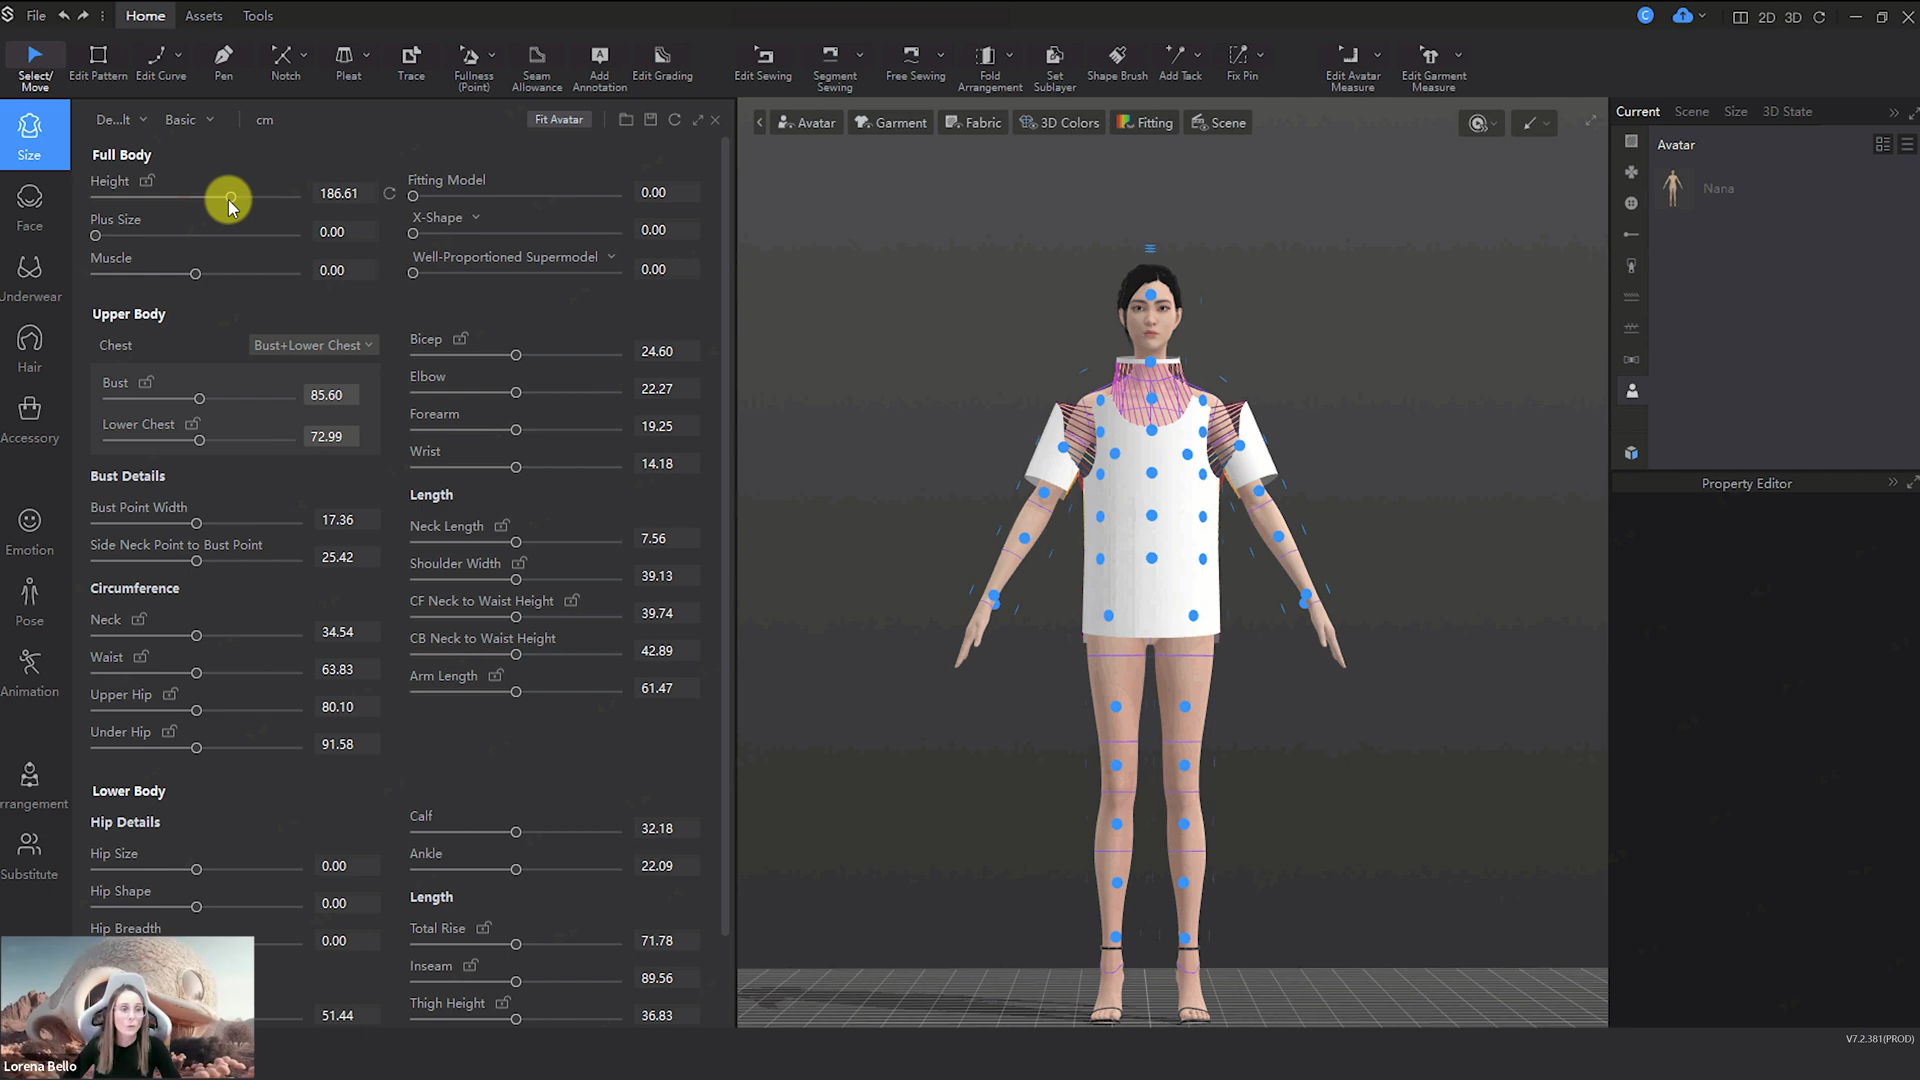 File
Home
Assets
Tools
C
2D
3D
Select/
Move
Edit Pattern
Edit Curve
Pen
Notch
Pleat
Trace
Fullness
(Point)
Seam
Allowance
Add
Annotation
Edit Grading
Edit Sewing
Segment
Sewing
Free Sewing
Fold
Arrangement
Set
Sublayer
Shape Brush
Add Tack
Fix Pin
Edit Avatar
Measure
Edit Garment
Measure
Size
Face
Underwear
Hair
Accessory
Emotion
Pose
Animation
rrangement
Substitute
De...lt
Basic
cm
Fit Avatar
Full Body
Height
186.61
Plus Size
0.00
Muscle
0.00
Fitting Model
0.00
X-Shape
0.00
Well-Proportioned Supermodel
0.00
Upper Body
Chest
Bust+Lower Chest
Bust
85.60
Lower Chest
72.99
Bust Details
Bust Point Width
17.36
Side Neck Point to Bust Point
25.42
Circumference
Neck
34.54
Waist
63.83
Upper Hip
80.10
Under Hip
91.58
Bicep
24.60
Elbow
22.27
Forearm
19.25
Wrist
14.18
Length
Neck Length
7.56
Shoulder Width
39.13
CF Neck to Waist Height
39.74
CB Neck to Waist Height
42.89
Arm Length
61.47
Lower Body
Hip Details
Hip Size
0.00
Hip Shape
0.00
Hip Breadth
0.00
51.44
Calf
32.18
Ankle
22.09
Length
Total Rise
71.78
Inseam
89.56
Thigh Height
36.83
Lorena Bello
Avatar
Garment
Fabric
3D Colors
Fitting
Scene
Current
Scene
Size
3D State
Avatar
Nana
Property Editor
V7.2.381(PROD)